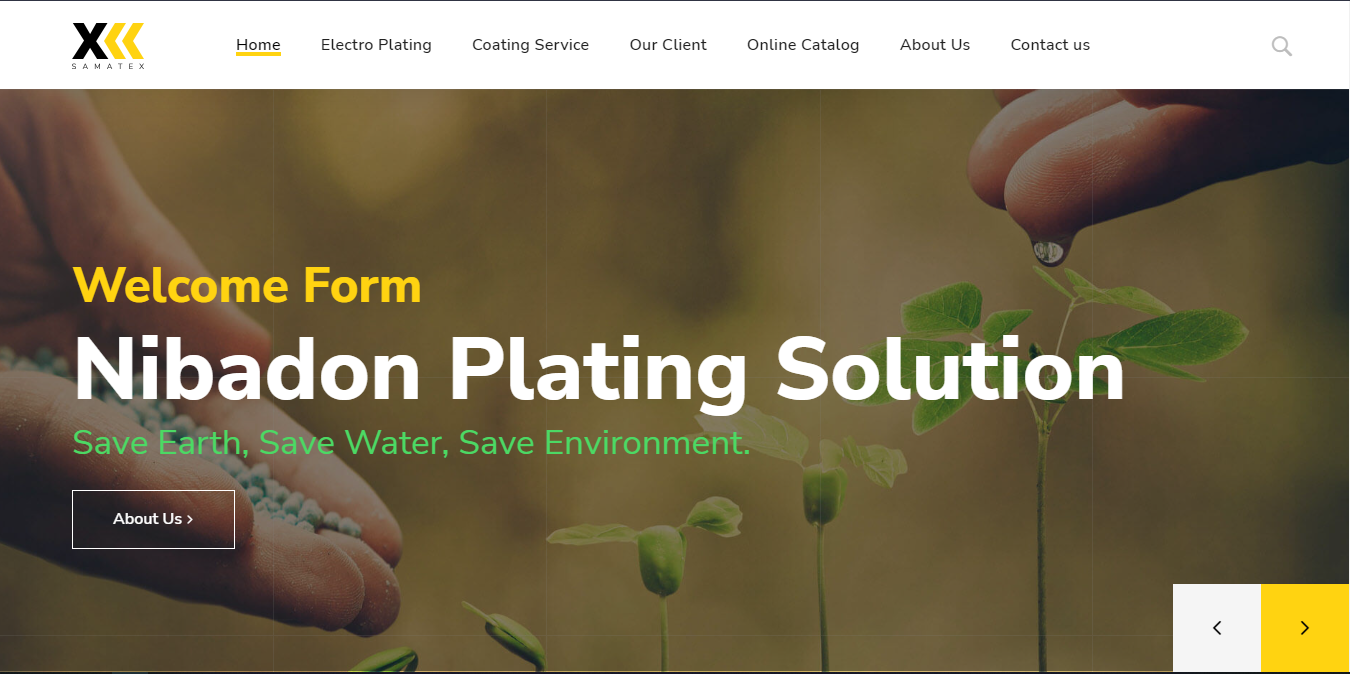 SAMATEX
Home Electro Plating Coating Service Our Client Online Catalog About Us Contact us
Welcome Form
Nibadon Plating Solution
Save Earth, Save Water, Save Environment.
About Us >